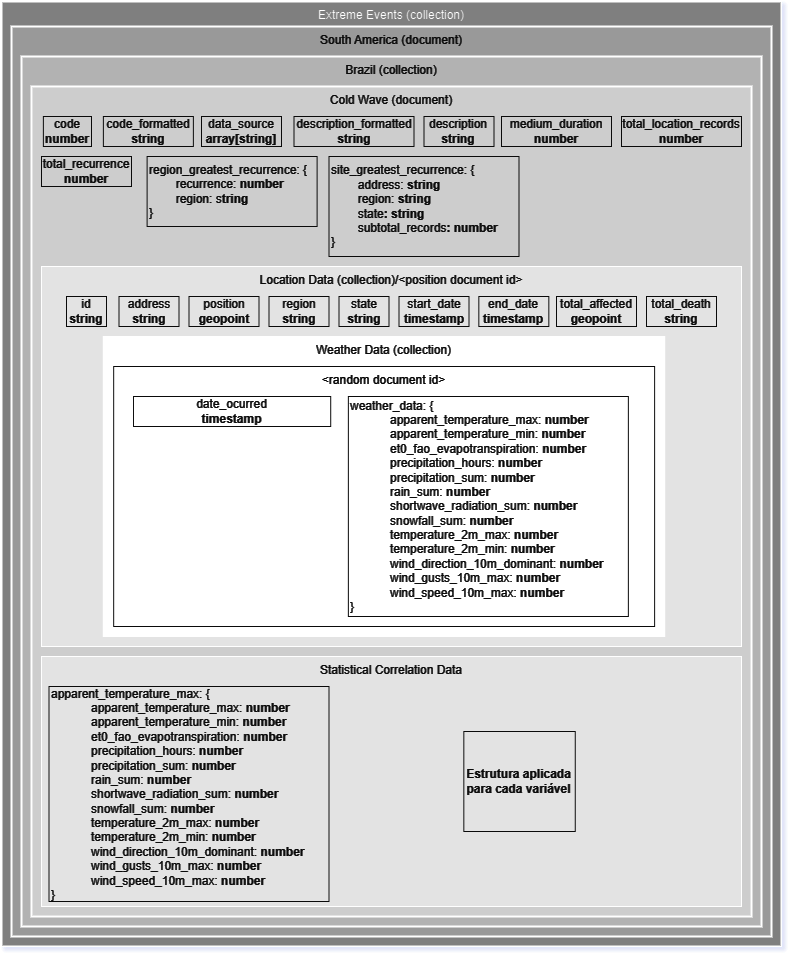 Extreme Events (collection)
South America (document)
Brazil (collection)
Cold Wave (document)
code
number
code_formatted
string
data_source
array[string]
description_formatted
string
description
string
medium_duration
number
total_location_records
number
total_recurrence
number
region_greatest_recurrence: {
recurrence: number
region: string
}
site_greatest_recurrence: {
address: string
region: string
state: string
subtotal_records: number
}
Location Data (collection)/<position document id>
id
string
address
string
position
geopoint
region
string
state
string
start_date
timestamp
end_date
timestamp
total_affected
geopoint
total_death
string
Weather Data (collection)
<random document id>
date_ocurred
timestamp
weather_data: {
apparent_temperature_max: number
apparent_temperature_min: number
et0_fao_evapotranspiration: number
precipitation_hours: number
precipitation_sum: number
rain_sum: number
shortwave_radiation_sum: number
snowfall_sum: number
temperature_2m_max: number
temperature_2m_min: number
wind_direction_10m_dominant: number
wind_gusts_10m_max: number
wind_speed_10m_max: number
}
Statistical Correlation Data
apparent_temperature_max: {
apparent_temperature_max: number
apparent_temperature_min: number
et0_fao_evapotranspiration: number
precipitation_hours: number
precipitation_sum: number
rain_sum: number
shortwave_radiation_sum: number
snowfall_sum: number
temperature_2m_max: number
temperature_2m_min: number
wind_direction_10m_dominant: number
wind_gusts_10m_max: number
wind_speed_10m_max: number
}
Estrutura aplicada
para cada variável